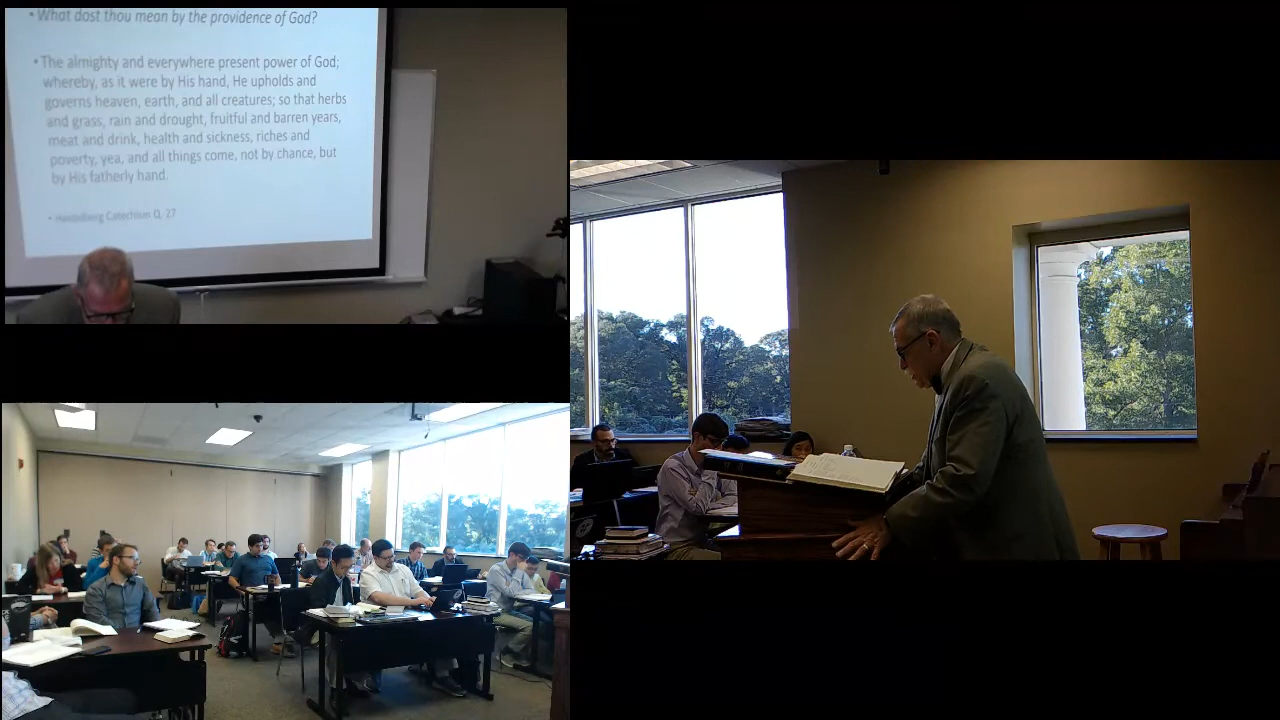 • What dost thou mean by the providence of God?
• The almighty and everywhere present power of God;
whereby, as it were by His hand, He upholds and
governs heaven, earth, and all creatures; so that herbs
and grass, rain and drought, fruitful and barren years,
meat and drink, health and sickness, riches and
poverty, yea, and all things come, not by chance, but
by His fatherly hand.
• Heidelberg Catechism Q. 27